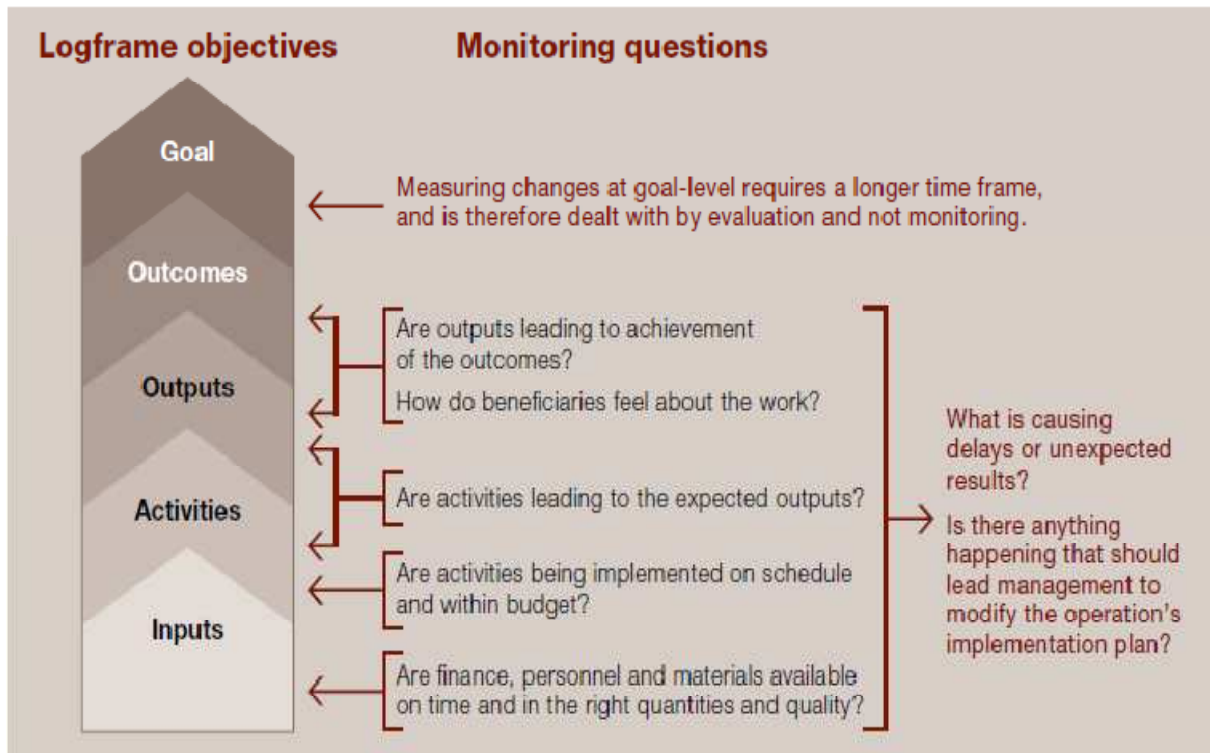 Logframe objectives
Monitoring questions
Goal
Measuring changes at goal-level requires a longer time frame,
and is therefore dealt with by evaluation and not monitoring.
Outcomes
Are outputs leading to achievement
of the outcomes?
How do beneficiaries feel about the work?
Outputs
Are activities leading to the expected outputs?
Activities
Are activities being implemented on schedule
and within budget?
Inputs
Are finance, personnel and materials available
on time and in the right quantities and quality?
What is causing
delays or unexpected
results?
Is there anything
happening that should
lead management to
modify the operation's
implementation plan?